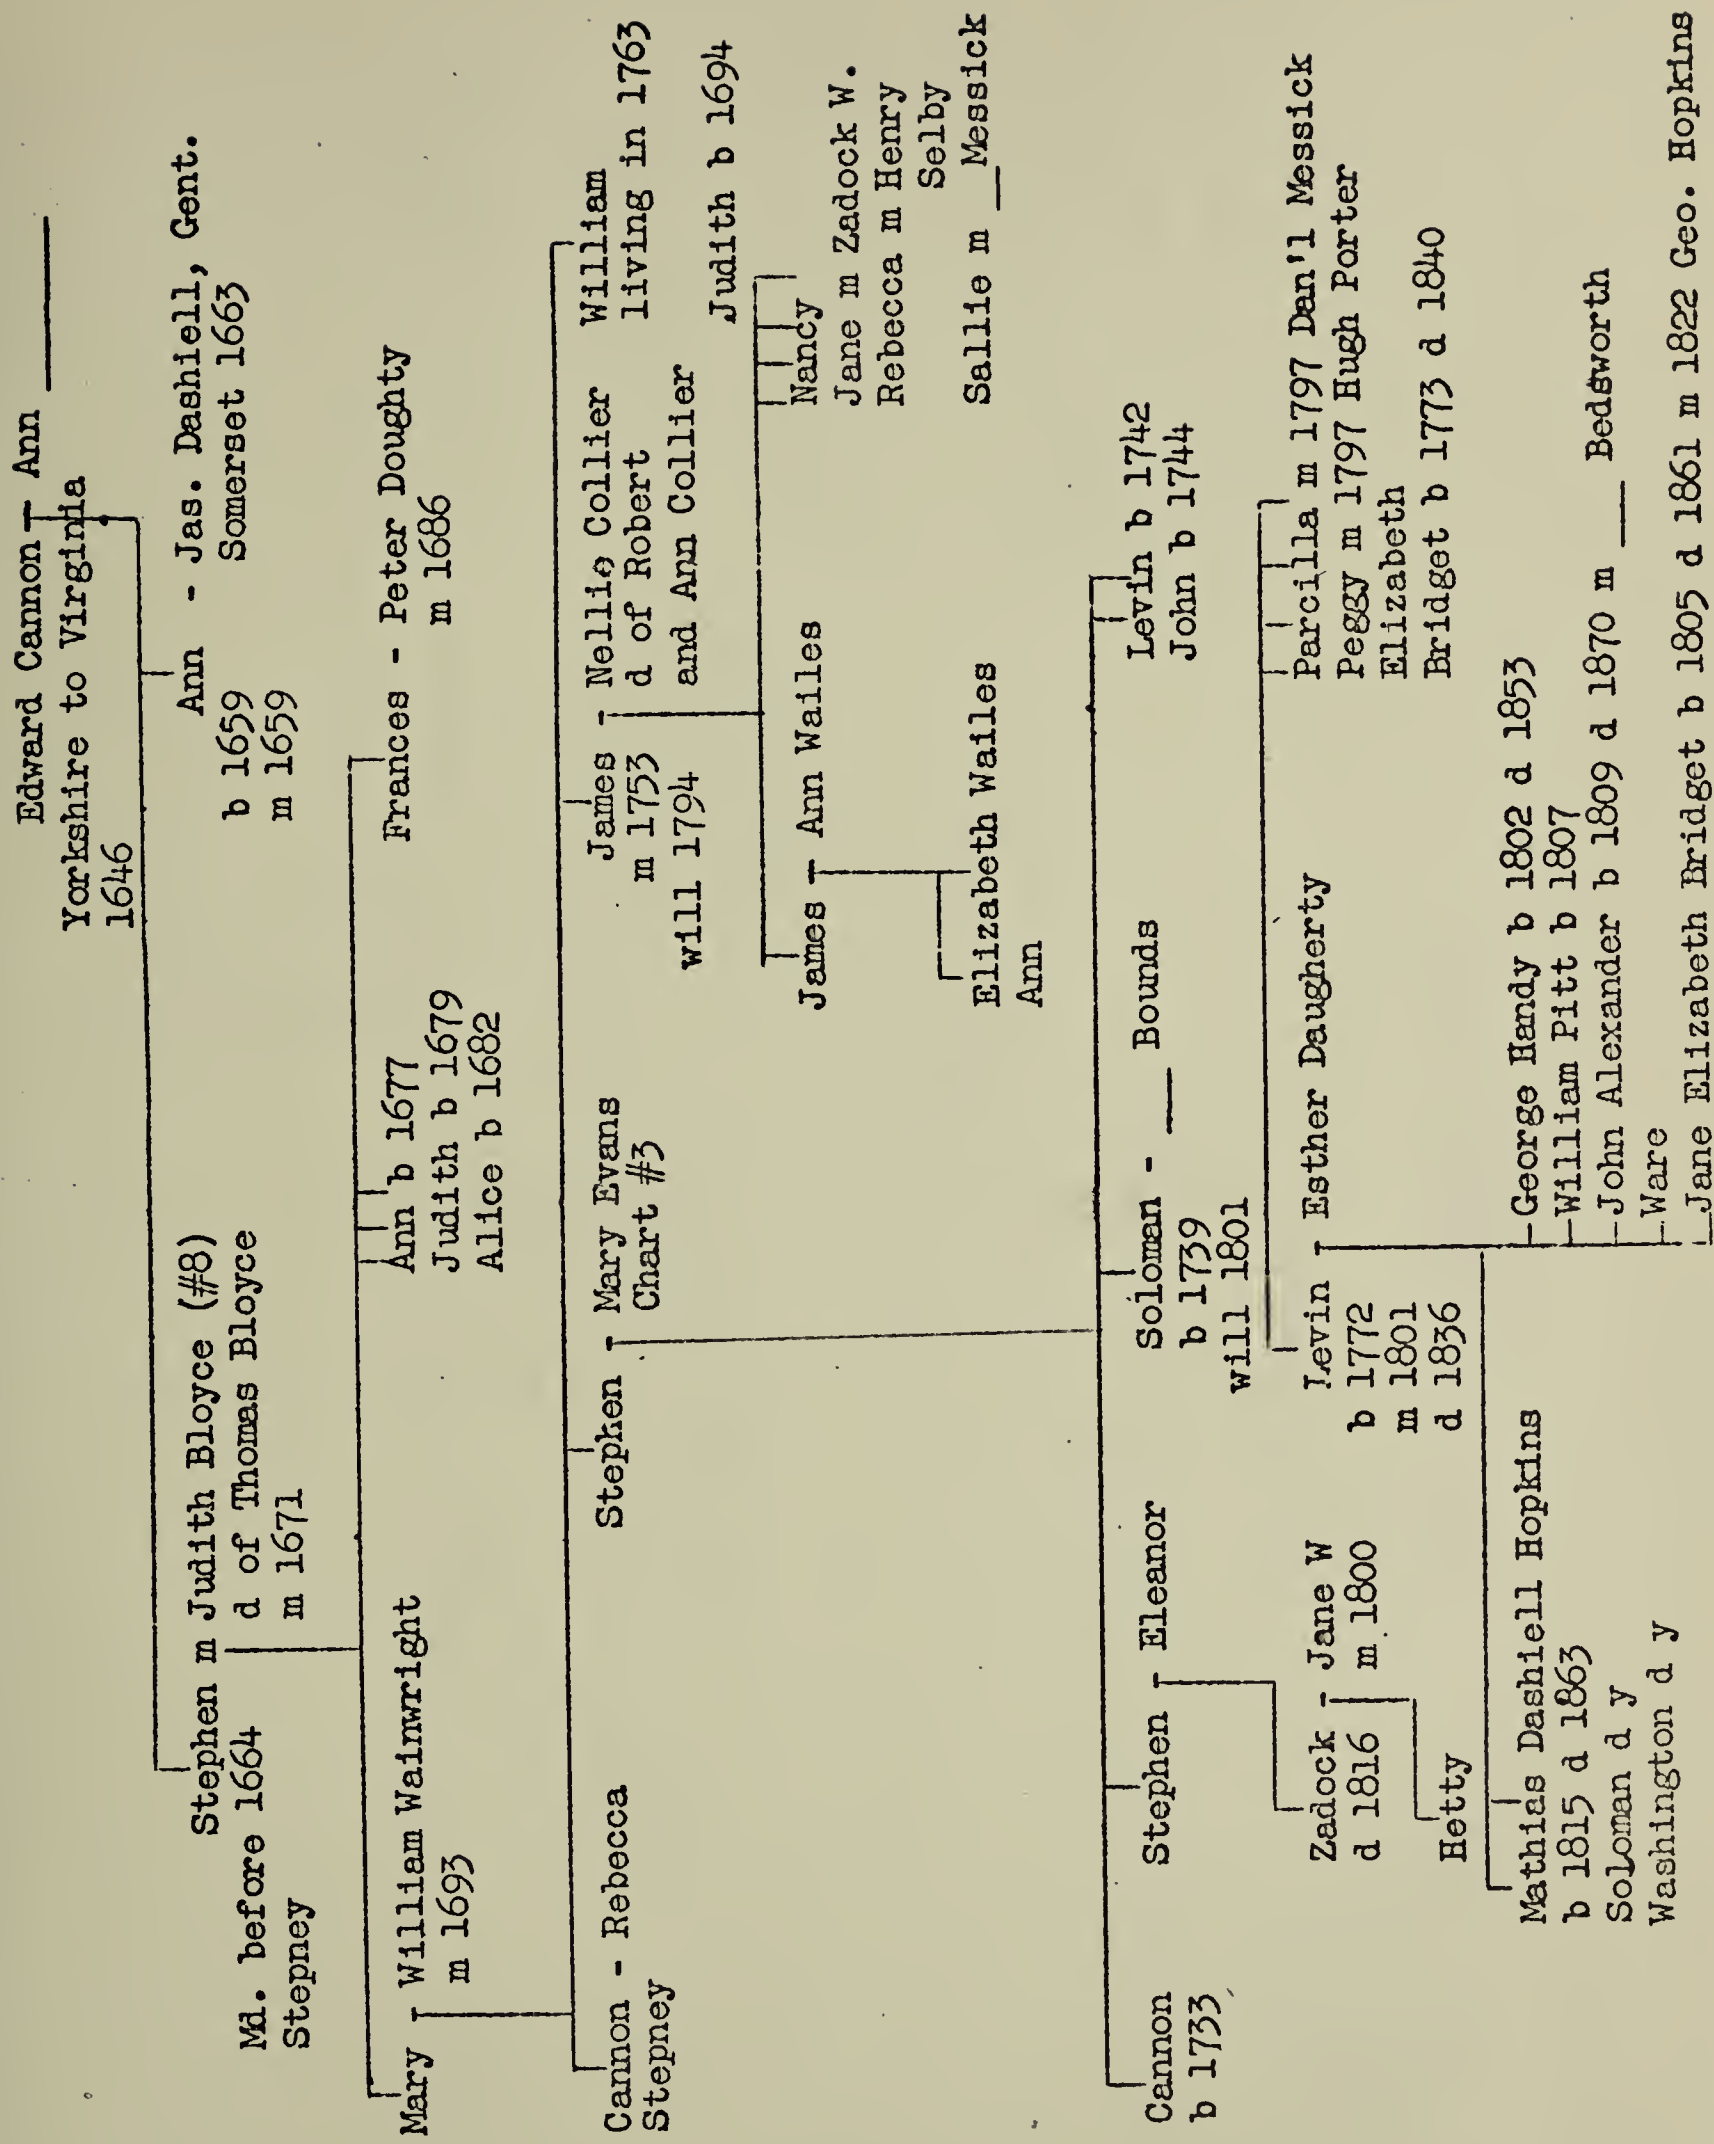 Edward Cannon - Ann ____
Yorkshire to Virginia
1646
Stephen m Judith Bloyce (#8)
d of Thomas Bloyce
m 1671
Md. before 1664
Stepney
Ann - Jas. Dashiell, Gent.
Somerset 1663
b 1659
m 1659
Mary - William Wainwright
m 1693
Ann b 1677
Judith b 1679
Alice b 1682
Frances - Peter Doughty
m 1686
Cannon - Rebecca
Stepney
Stephen - Mary Evans
Chart #3
James - Nellie Collier
m 1753
d of Robert
and Ann Collier
will 1794
William
living in 1763
Judith b 1694
James - Ann Wailes
Elizabeth Wailes
Ann
Nancy
Jane m Zadock W.
Rebecca m Henry
Selby
Sallie m __ Messick
Cannon
b 1733
Stephen - Eleanor
Soloman - ___ Bounds
b 1739
will 1801
Levin b 1742
John b 1744
Zadock - Jane W
d 1816
m 1800
Hetty
Levin - Esther Daugherty
b 1772
m 1801
d 1836
Parcilla m 1797 Dan'l Messick
Peggy m 1797 Hugh Porter
Elizabeth
Bridget b 1773 d 1840
Mathias Dashiell Hopkins
b 1815 d 1863
Soloman d y
Washington d y
George Handy b 1802 d 1853
William Pitt b 1807
John Alexander b 1809 d 1870 m ___ Bedsworth
Ware
Jane Elizabeth Bridget b 1805 d 1861 m 1822 Geo. Hopkins